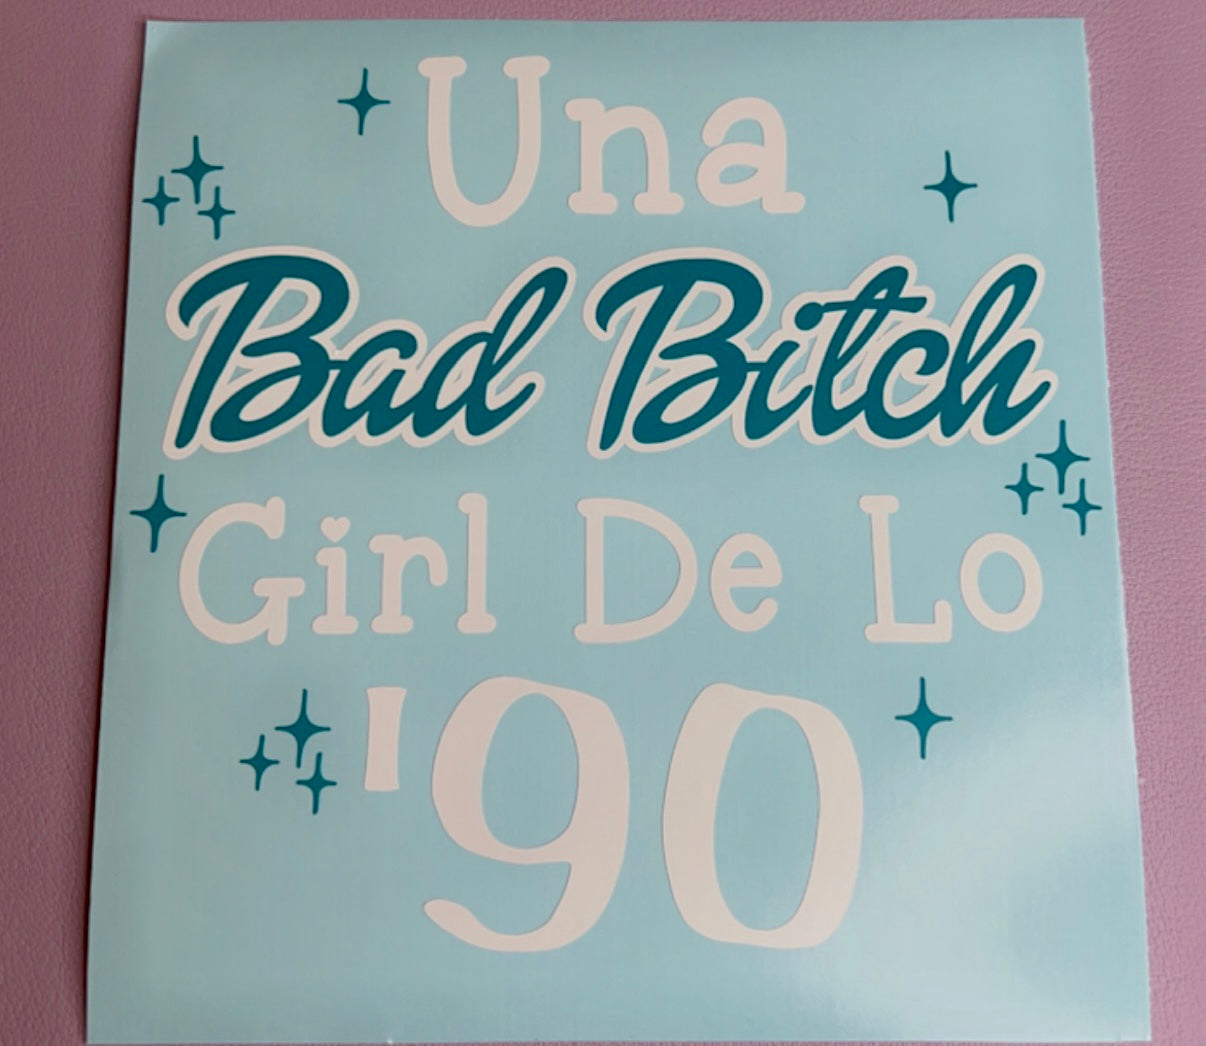 Una
Bad Bitch
Girl De Lo
'90